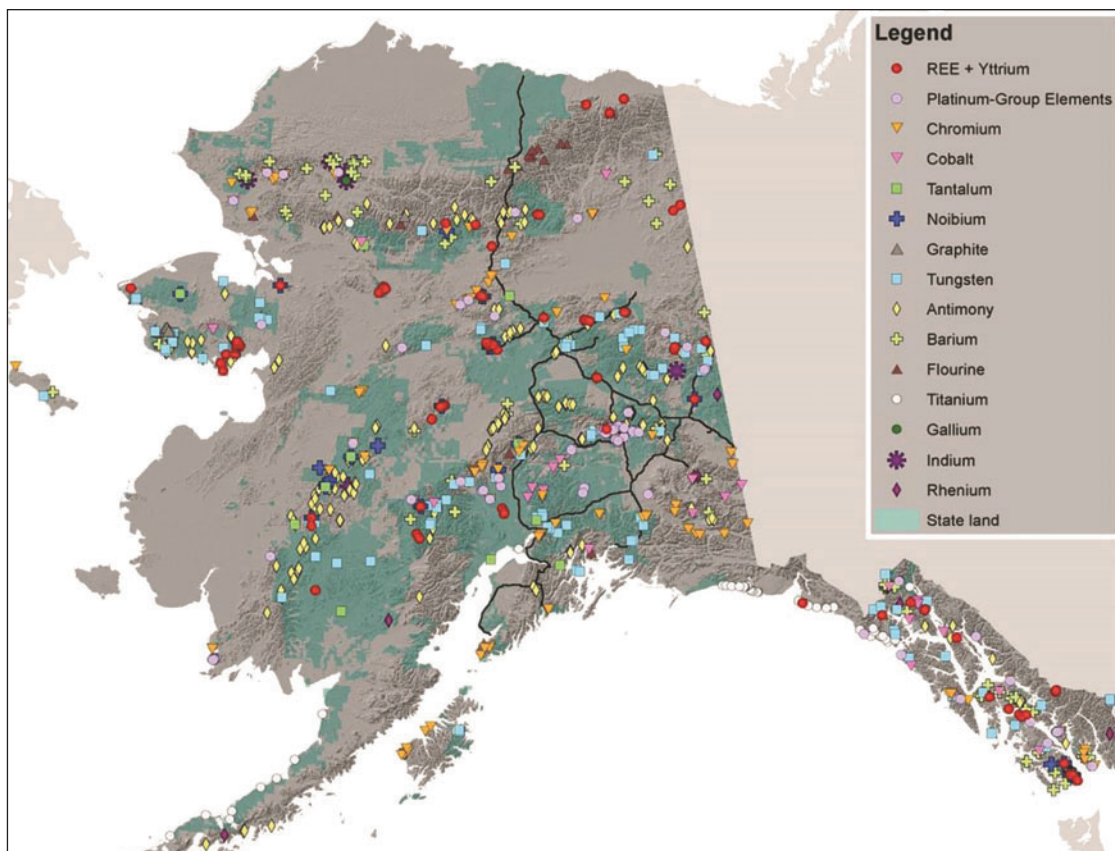 Legend
REE + Yttrium
Platinum-Group Elements
Chromium
Cobalt
Tantalum
Noibium
Graphite
Tungsten
Antimony
Barium
Flourine
Titanium
Gallium
Indium
Rhenium
State land